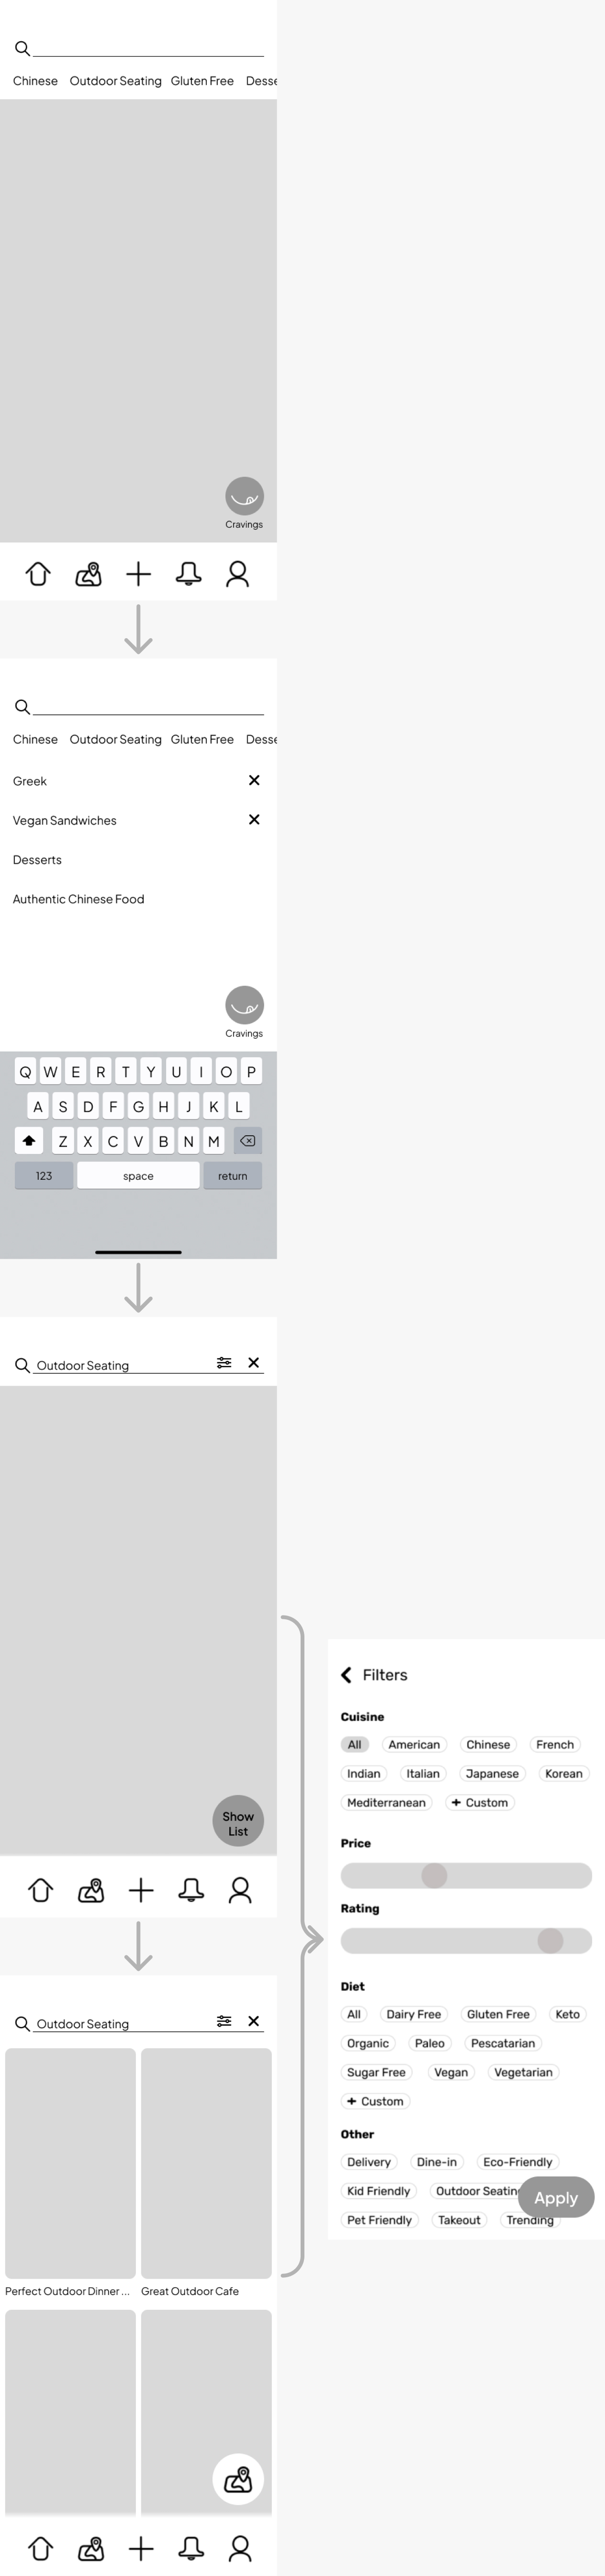 Chinese Outdoor Seating Gluten Free Desse
Cravings
Chinese Outdoor Seating Gluten Free Desse
Greek
Vegan Sandwiches
Desserts
Authentic Chinese Food
Cravings
Q W E R T Y U I O P
A S D F G H J K L
Z X C V B N M
123 space return
Outdoor Seating
Show
List
Outdoor Seating
Perfect Outdoor Dinner ... Great Outdoor Cafe
Filters
Cuisine
All American Chinese French
Indian Italian Japanese Korean
Mediterranean + Custom
Price
Rating
Diet
All Dairy Free Gluten Free Keto
Organic Paleo Pescatarian
Sugar Free Vegan Vegetarian
+ Custom
Other
Delivery Dine-in Eco-Friendly
Kid Friendly Outdoor Seating
Apply
Pet Friendly Takeout Trending